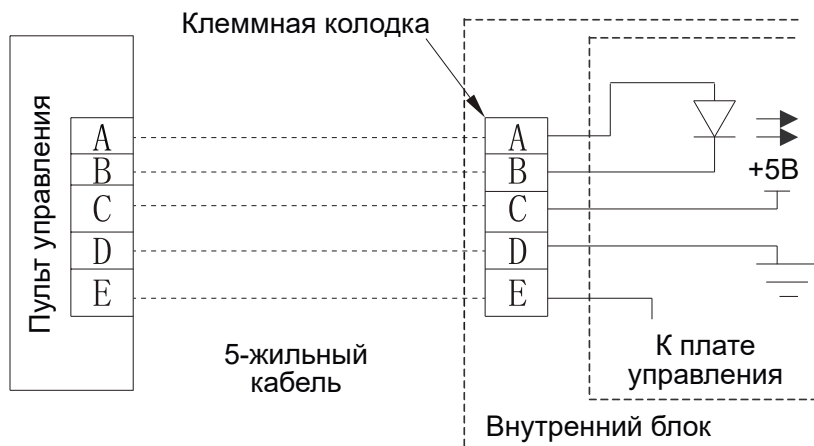 Клеммная колодка
Пульт управления
A
B
C
D
E
A
B
C
D
E
+5В
5-жильный
кабель
К плате
управления
Внутренний блок